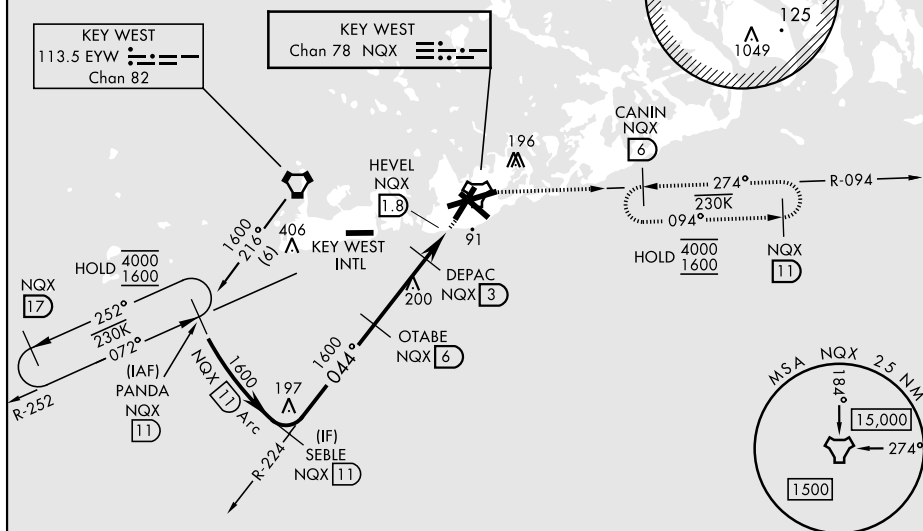 KEY WEST
113.5 EYW
Chan 82
KEY WEST
Chan 78 NQX
125
1049
CANIN
NQX
6
196
HEVEL
NQX
1.8
274°
230K
094°
R-094
HOLD 4000
1600
NQX
11
1600
216°
(6)
406
KEY WEST
INTL
91
DEPAC
NQX 3
200
HOLD 4000
1600
NQX
17
252°
230K
072°
R-252
(IAF)
PANDA
NQX
11
1600
NQX 11 Arc
197
1600
044°
OTABE
NQX 6
(IF)
SEBLE
NQX 11
R-224
MSA NQX 25 NM
184°
15,000
274°
1500